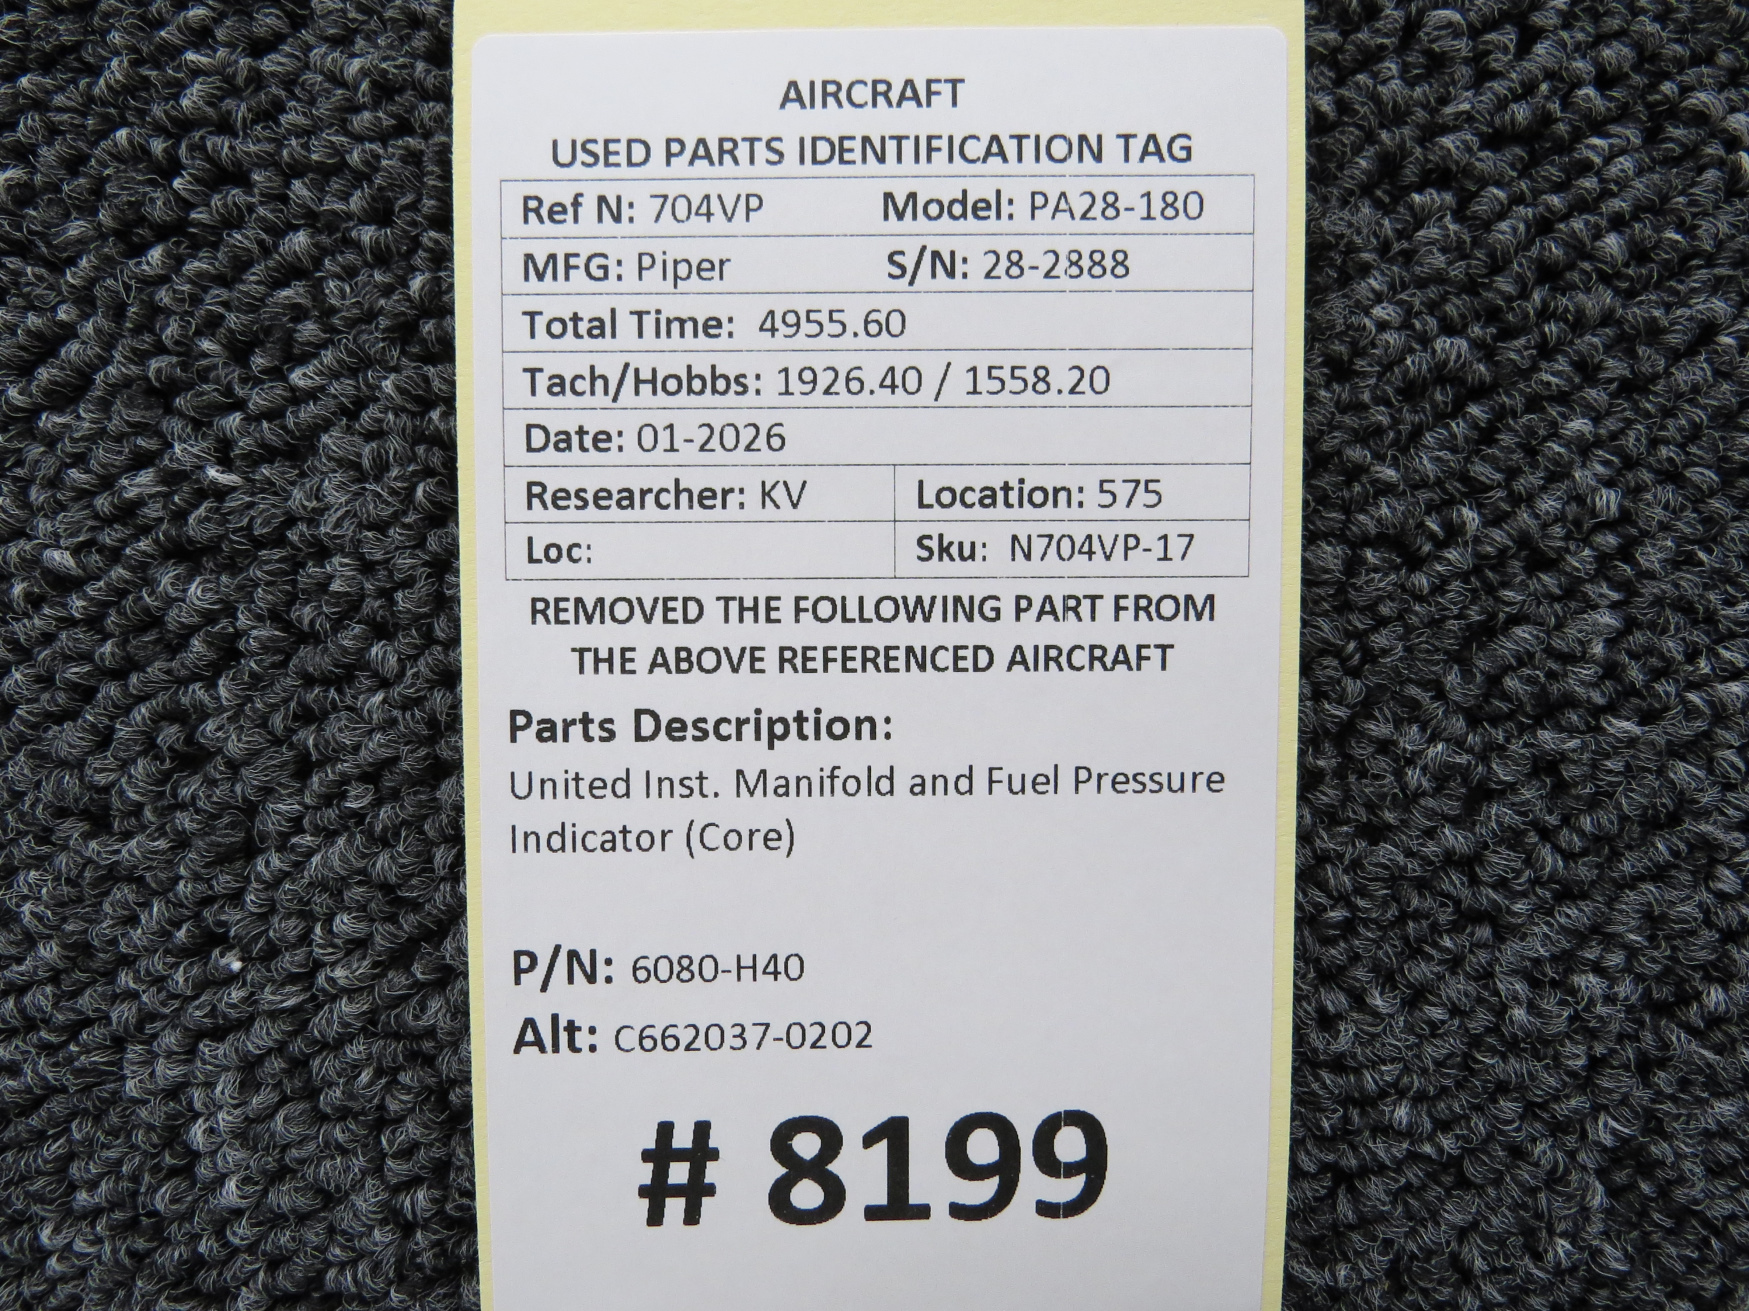 AIRCRAFT
USED PARTS IDENTIFICATION TAG
Ref N: 704VP Model: PA28-180
MFG: Piper S/N: 28-2888
Total Time: 4955.60
Tach/Hobbs: 1926.40 / 1558.20
Date: 01-2026
Researcher: KV Location: 575
Loc: Sku: N704VP-17
REMOVED THE FOLLOWING PART FROM
THE ABOVE REFERENCED AIRCRAFT
Parts Description:
United Inst. Manifold and Fuel Pressure
Indicator (Core)
P/N: 6080-H40
Alt: C662037-0202
# 8199